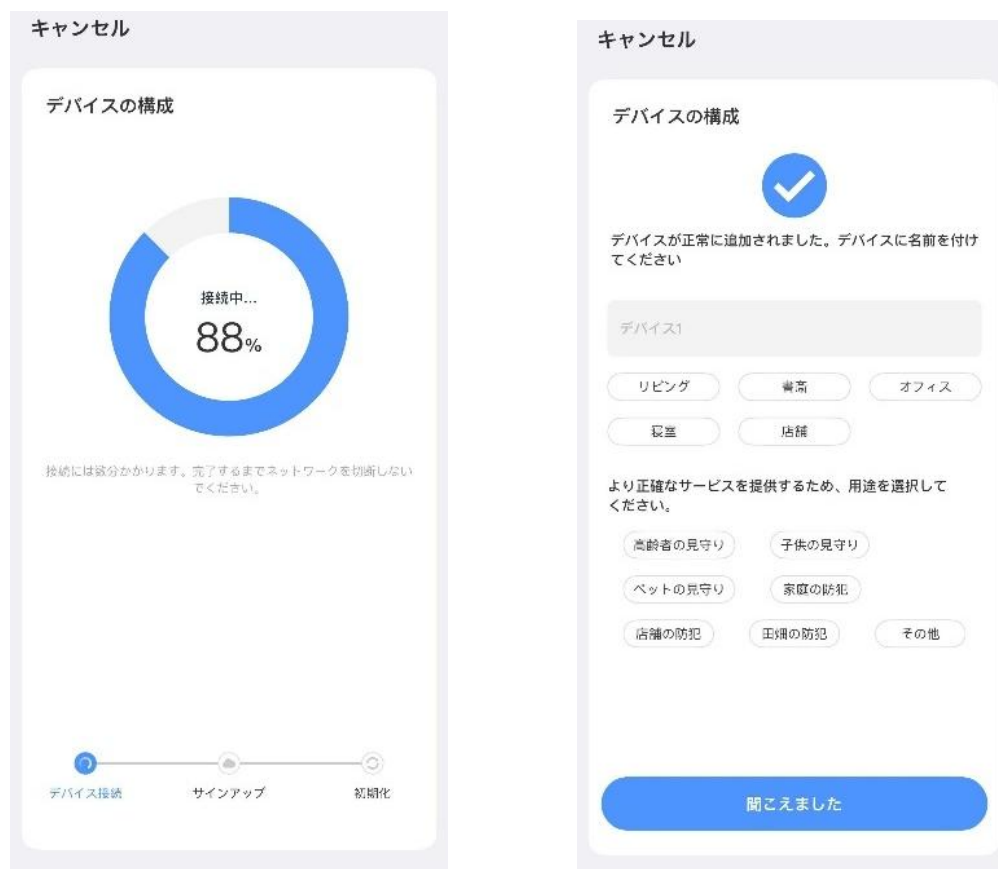 キャンセル
デバイスの構成
接続中...
88%
接続には数分かかります。完了するまでネットワークを切断しない
でください。
デバイス接続
サインアップ
初期化
キャンセル
デバイスの構成
デバイスが正常に追加されました。デバイスに名前を付け
てください
デバイス1
リビング
書斎
オフィス
寝室
店舗
より正確なサービスを提供するため、用途を選択して
ください。
高齢者の見守り
子供の見守り
ペットの見守り
家庭の防犯
店舗の防犯
田畑の防犯
その他
聞こえました